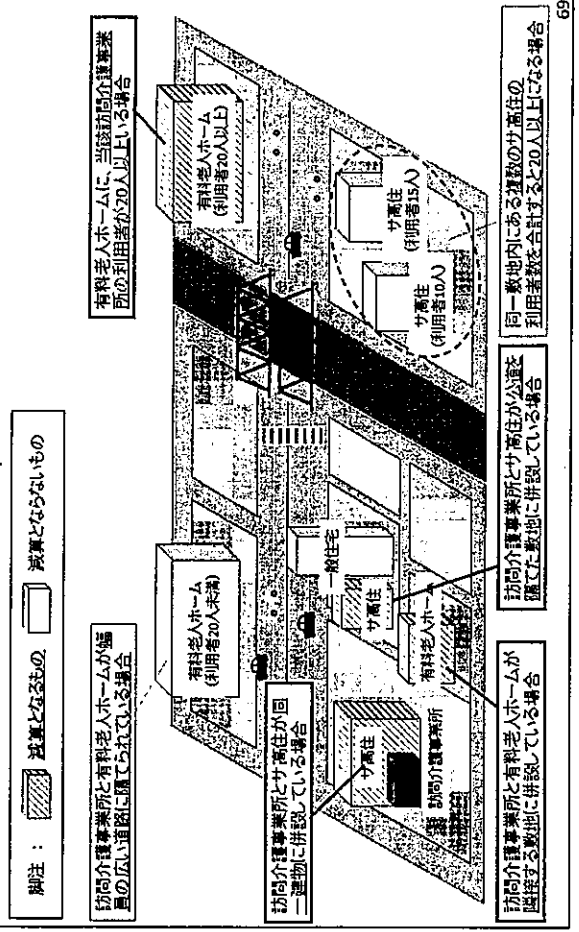 脚注：
減算となるもの
減算とならないもの
訪問介護事業所と有料老人ホームが幅
員の広い道路に隔てられている場合
有料老人ホームに、当該訪問介護事業
所の利用者が20人以上いる場合
有料老人ホーム
(利用者20人未満)
有料老人ホーム
(利用者20人以上)
訪問介護事業所とサ高住が同
一建物に併設している場合
一般住宅
サ高住
サ高住
有料老人ホーム
訪問介護事業所
サ高住
(利用者10人)
サ高住
(利用者15人)
訪問介護事業所と有料老人ホームが
隣接する敷地に併設している場合
訪問介護事業所とサ高住が公道を
隔てた敷地に併設している場合
同一敷地内にある複数のサ高住の
利用者数を合計すると20人以上になる場合
69